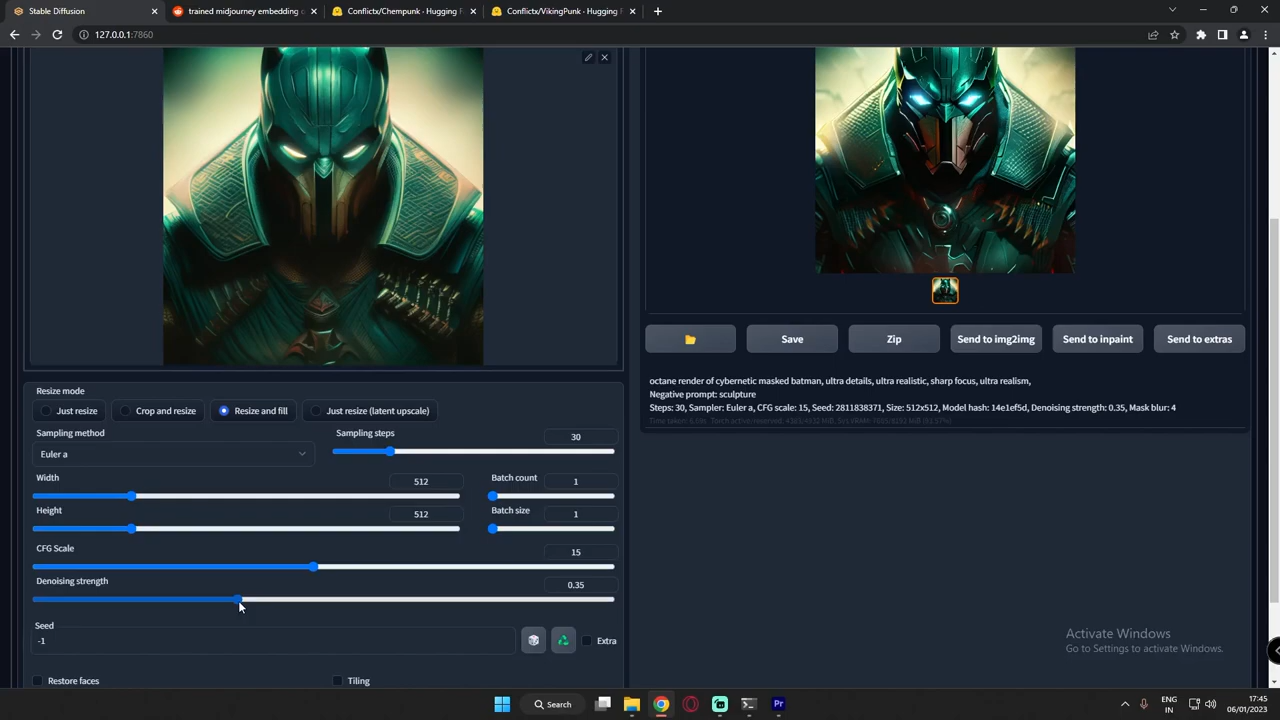 Stable Diffusion
trained midjourney embedding o
Conflictx/Chempunk - Hugging F
Conflictx/VikingPunk - Hugging F
127.0.0.1:7860
Resize mode
Just resize
Crop and resize
Resize and fill
Just resize (latent upscale)
Sampling method
Euler a
Sampling steps
30
Width
512
Batch count
1
Height
512
Batch size
1
CFG Scale
15
Denoising strength
0.35
Seed
-1
Extra
Restore faces
Tiling
Save
Zip
Send to img2img
Send to inpaint
Send to extras
octane render of cybernetic masked batman, ultra details, ultra realistic, sharp focus, ultra realism,
Negative prompt: sculpture
Steps: 30, Sampler: Euler a, CFG scale: 15, Seed: 2811838371, Size: 512x512, Model hash: 14e1ef5d, Denoising strength: 0.35, Mask blur: 4
Activate Windows
Go to Settings to activate Windows.
Search
Pr
ENG
IN
17:45
06/01/2023